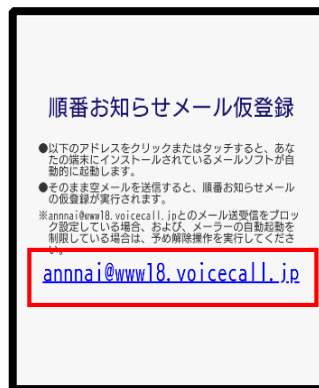 順番お知らせメール仮登録
●以下のアドレスをクリックまたはタッチすると、あな
たの端末にインストールされているメールソフトが自
動的に起動します。
●そのまま空メールを送信すると、順番お知らせメール
の仮登録が実行されます。
※annnai@www18.voicecall.jpとのメール送受信をブロッ
ク設定している場合、および、メーラーの自動起動を
制限している場合は、予め解除操作を実行してくださ
い。
annnai@www18.voicecall.jp